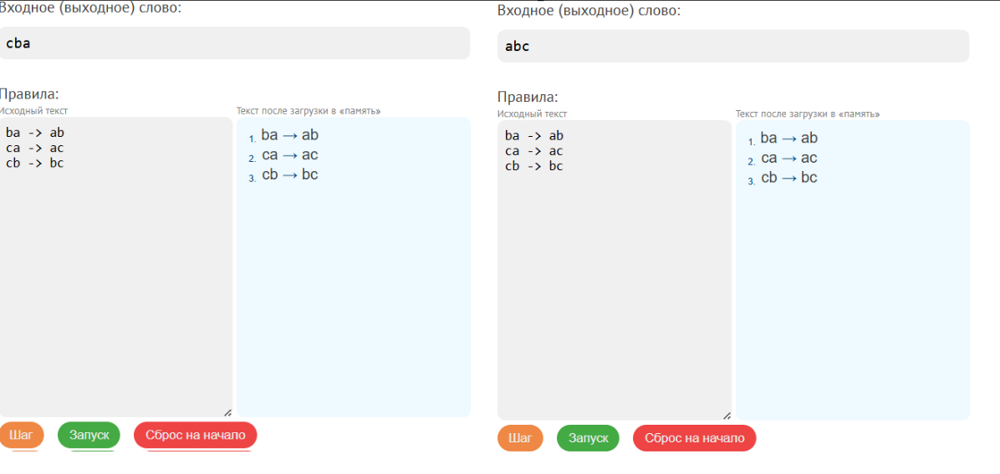 Входное (выходное) слово:
cba
Правила:
Исходный текст
Текст после загрузки в «память»
ba -> ab
ca -> ac
cb -> bc
1. ba → ab
2. ca → ac
3. cb → bc
Шаг
Запуск
Сброс на начало
Входное (выходное) слово:
abc
Правила:
Исходный текст
Текст после загрузки в «память»
ba -> ab
ca -> ac
cb -> bc
1. ba → ab
2. ca → ac
3. cb → bc
Шаг
Запуск
Сброс на начало